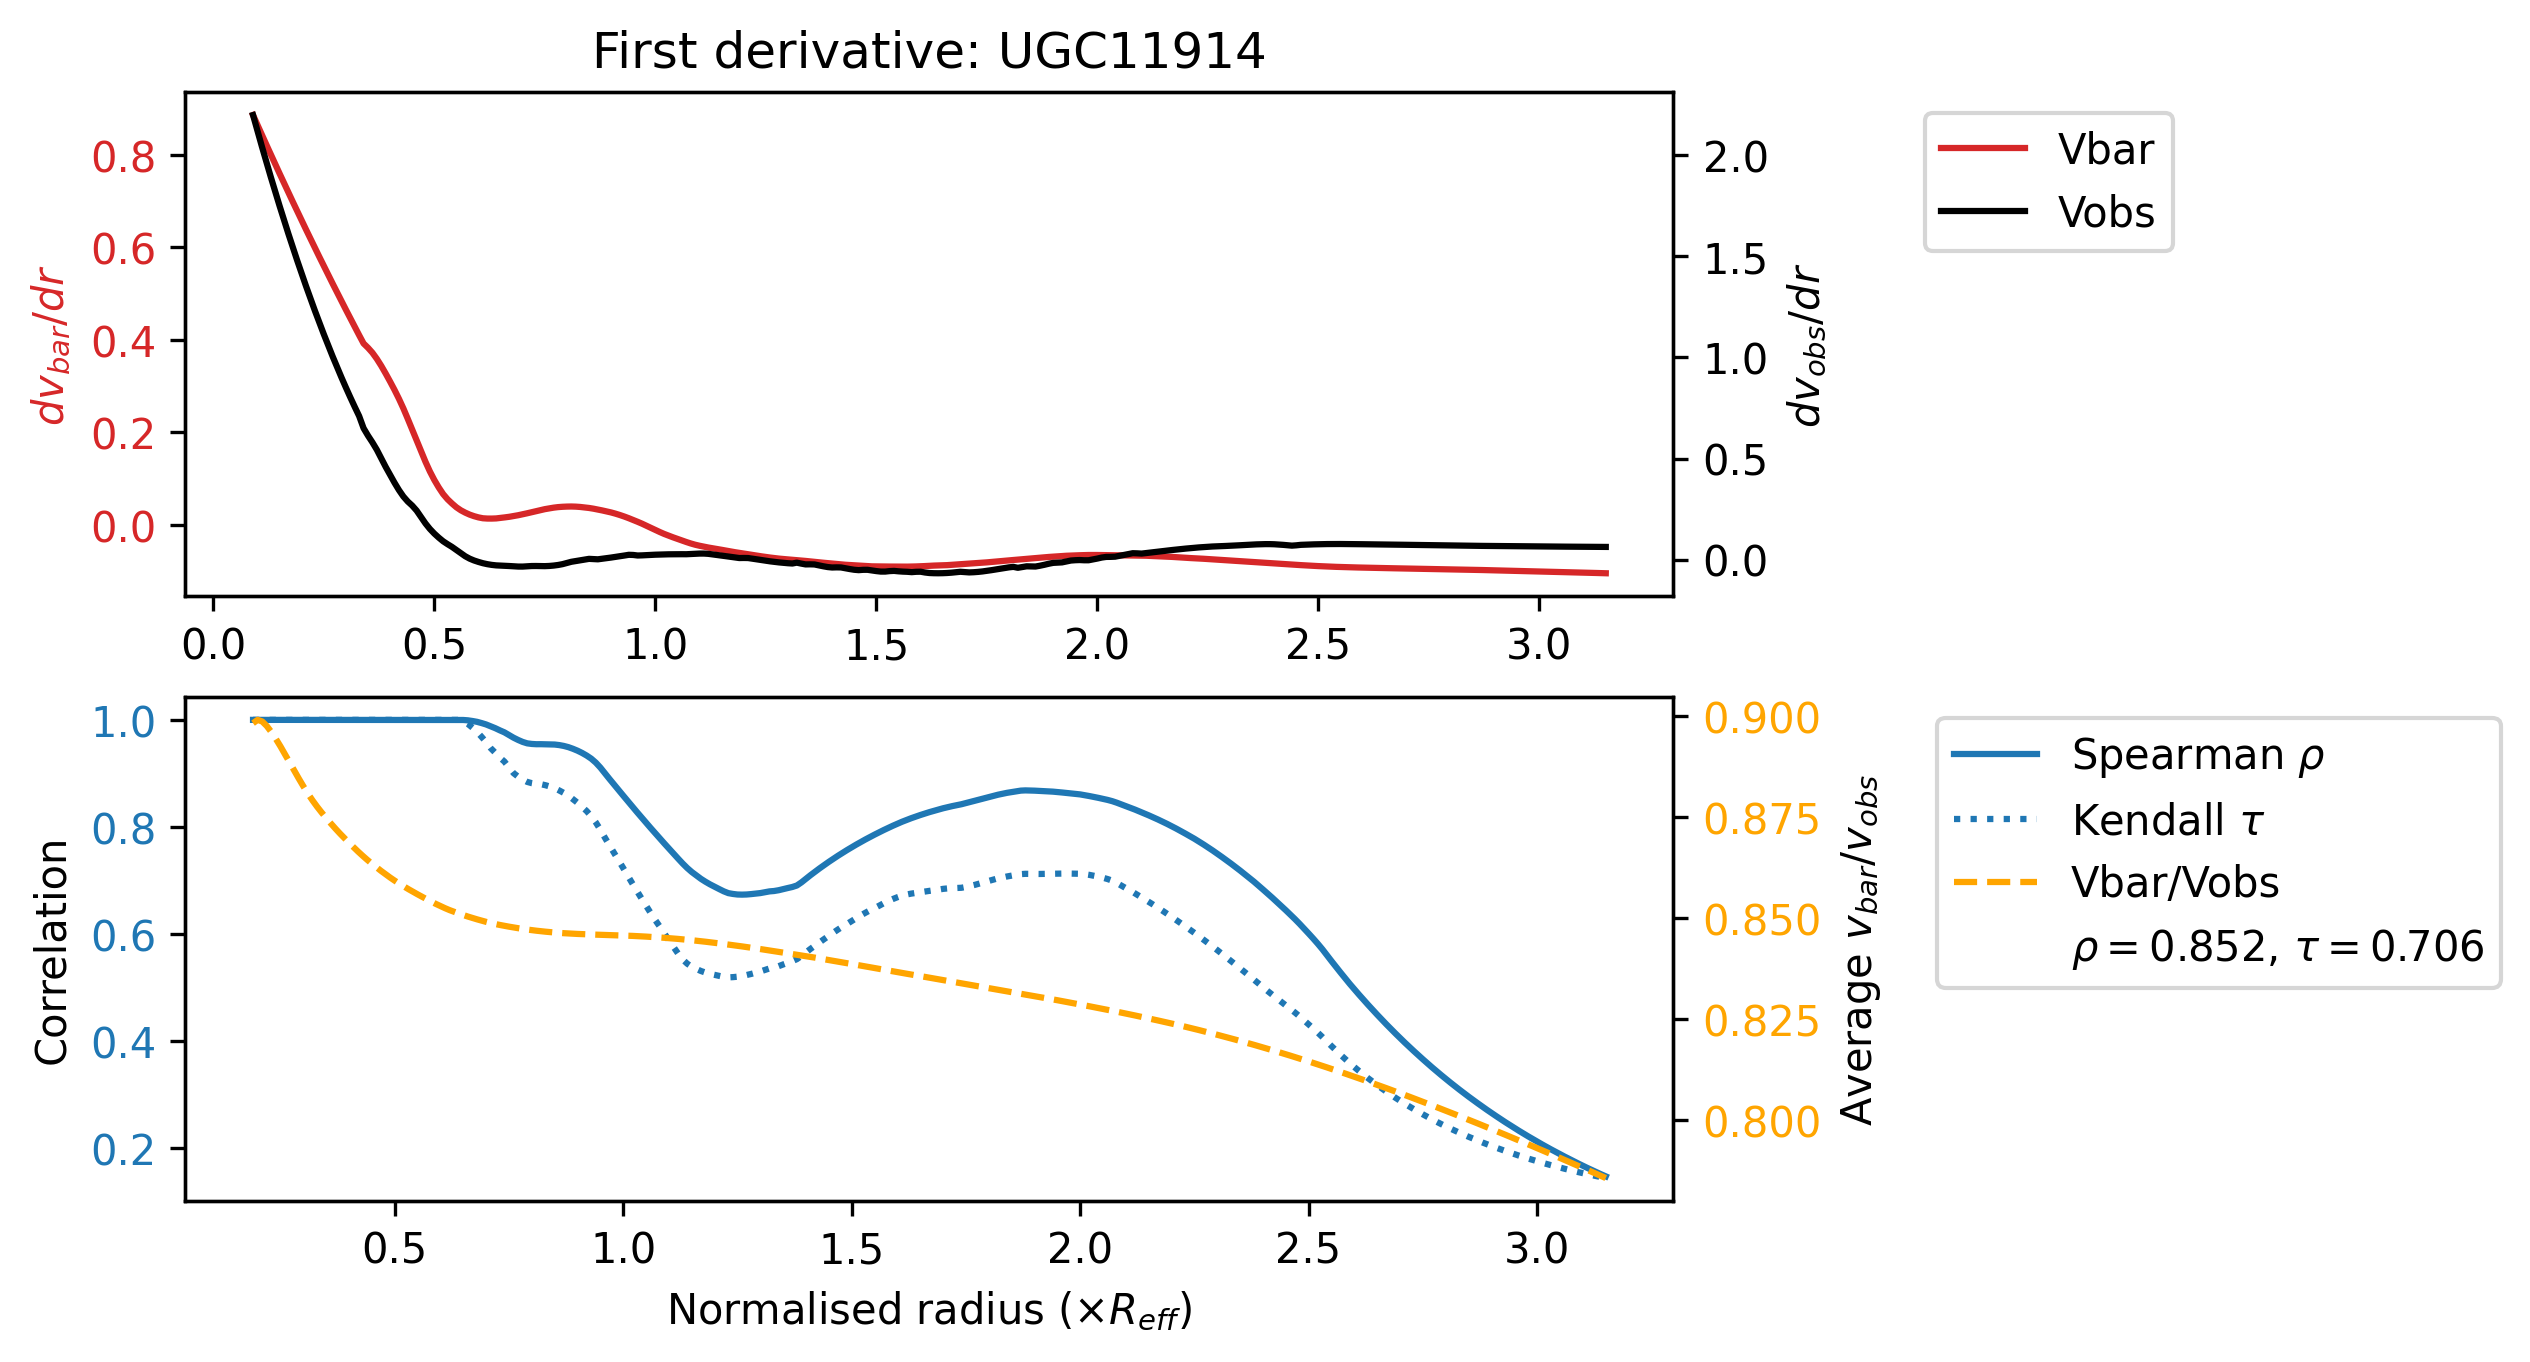 First derivative: UGC11914
0.8
0.6
0.4
0.2
0.0
dv_bar/dr
2.0
1.5
1.0
0.5
0.0
dv_obs/dr
0.0 0.5 1.0 1.5 2.0 2.5 3.0
Vbar
Vobs
1.0
0.8
0.6
0.4
0.2
Correlation
0.900
0.875
0.850
0.825
0.800
Average v_bar/v_obs
0.5 1.0 1.5 2.0 2.5 3.0
Normalised radius (×R_eff)
Spearman ρ
Kendall τ
Vbar/Vobs
ρ = 0.852, τ = 0.706